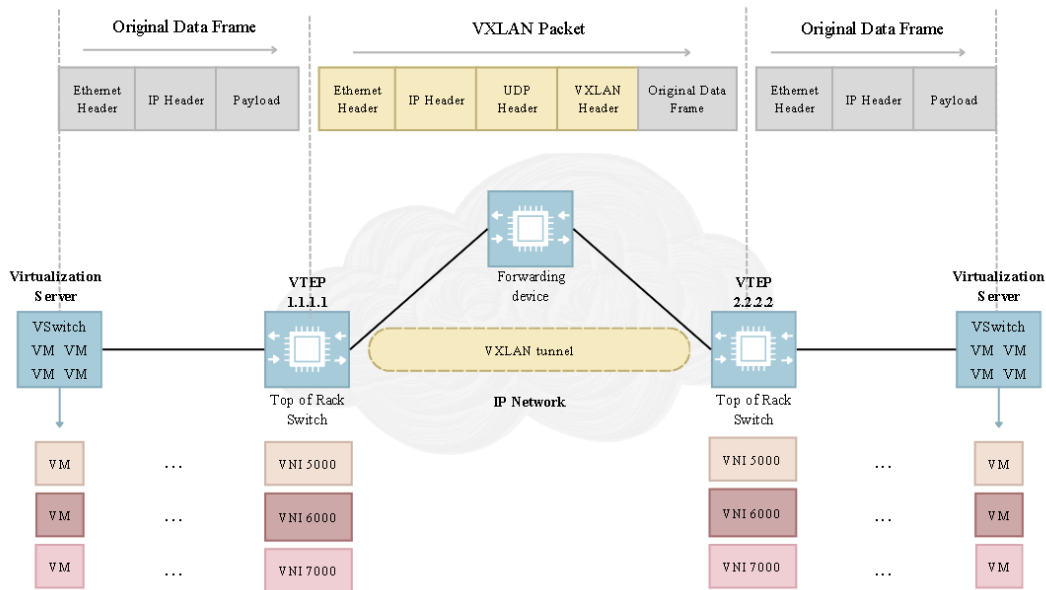 Original Data Frame
VXLAN Packet
Original Data Frame
Ethernet
Header
IP Header
Payload
Ethernet
Header
IP Header
UDP
Header
VXLAN
Header
Original Data
Frame
Ethernet
Header
IP Header
Payload
Forwarding
device
Virtualization
Server
VTEP
1.1.1.1
VTEP
2.2.2.2
Virtualization
Server
VSwitch
VM VM
VM VM
VXLAN tunnel
VSwitch
VM VM
VM VM
Top of Rack
Switch
IP Network
Top of Rack
Switch
VM
...
VNI 5000
VNI 5000
...
VM
VM
...
VNI 6000
VNI 6000
...
VM
VM
...
VNI 7000
VNI 7000
...
VM